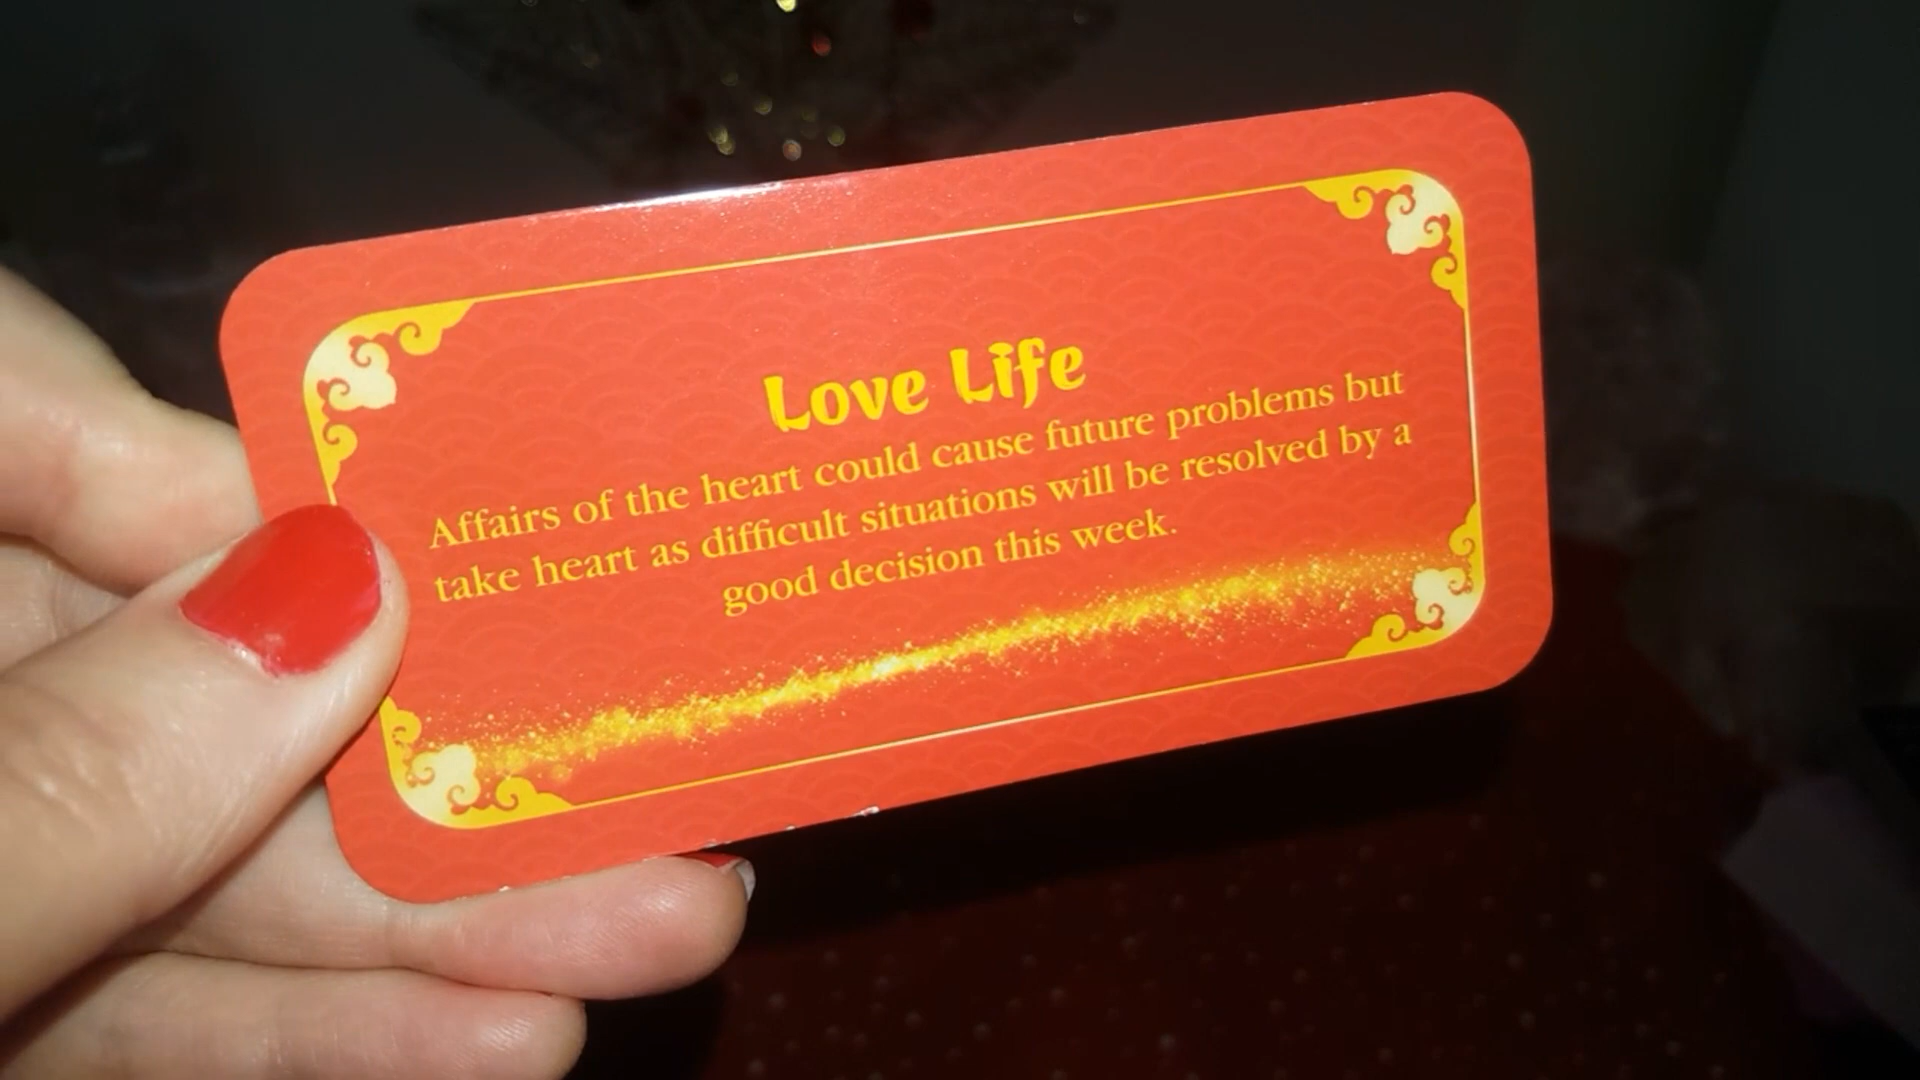 Love Life
Affairs of the heart could cause future problems but
take heart as difficult situations will be resolved by a
good decision this week.